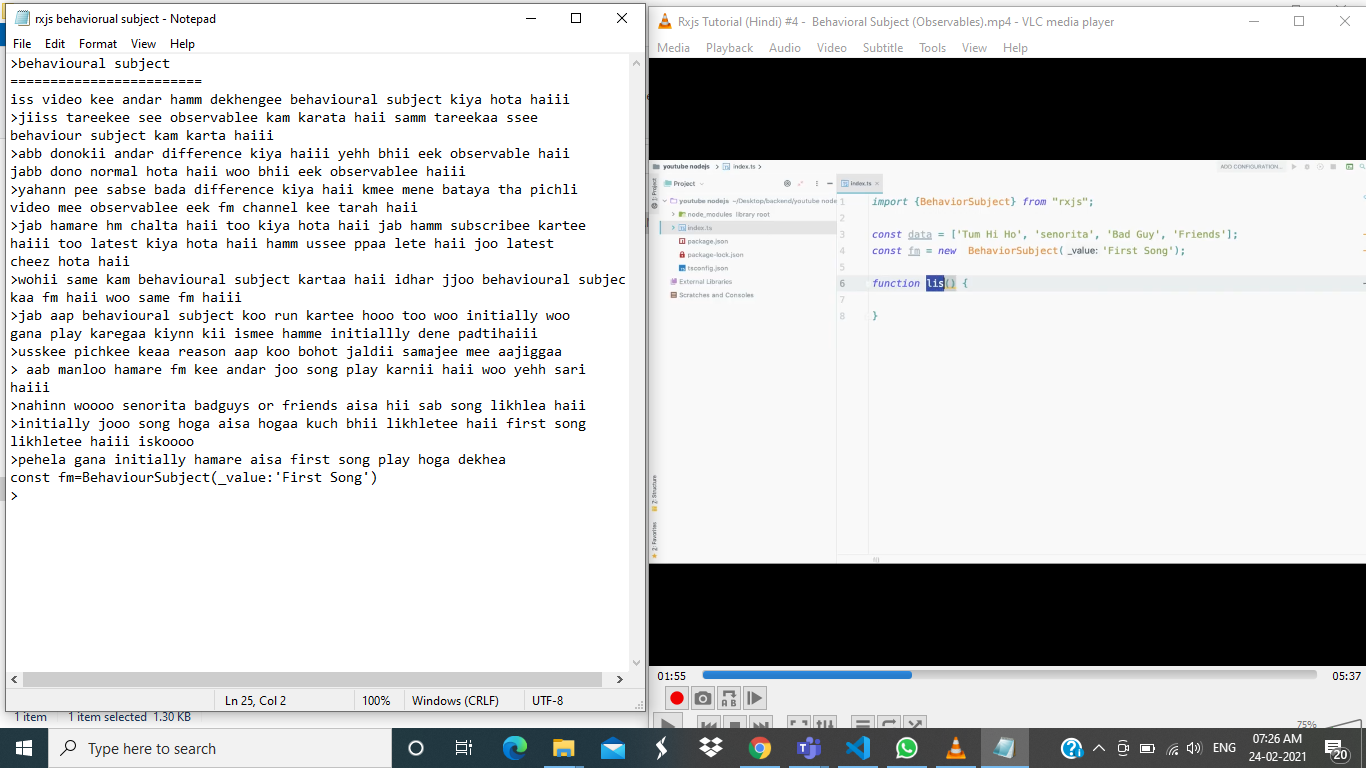 rxjs behaviorual subject - Notepad
File Edit Format View Help
>behavioural subject
========================
iss video kee andar hamm dekhengee behavioural subject kiya hota haiii
>jiiss tareekee see observablee kam karata haii samm tareekaa ssee
behaviour subject kam karta haiii
>abb donokii andar difference kiya haiii yehh bhii eek observable haii
jabb dono normal hota haii woo bhii eek observablee haiii
>yahann pee sabse bada difference kiya haii kmee mene bataya tha pichli
video mee observablee eek fm channel kee tarah haii
>jab hamare hm chalta haii too kiya hota haii jab hamm subscribee kartee
haiii too latest kiya hota haii hamm ussee ppaa lete haii joo latest
cheez hota haii
>wohii same kam behavioural subject kartaa haii idhar jjoo behavioural subjec
kaa fm haii woo same fm haiii
>jab aap behavioural subject koo run kartee hooo too woo initially woo
gana play karegaa kiynn kii ismee hamme initiallly dene padtihaiii
>usskee pichkee keaa reason aap koo bohot jaldii samajee mee aajiggaa
> aab manloo hamare fm kee andar joo song play karnii haii woo yehh sari
haiii
>nahinn woooo senorita badguys or friends aisa hii sab song likhlea haii
>initially jooo song hoga aisa hogaa kuch bhii likhletee haii first song
likhletee haiii iskoooo
>pehela gana initially hamare aisa first song play hoga dekhea
const fm=BehaviourSubject(_value:'First Song')
>
Ln 25, Col 2 100% Windows (CRLF) UTF-8
1 item 1 item selected 1.30 KB
Rxjs Tutorial (Hindi) #4 - Behavioral Subject (Observables).mp4 - VLC media player
Media Playback Audio Video Subtitle Tools View Help
youtube nodejs index.ts
ADD CONFIGURATION...
Project
index.ts
youtube nodejs ~/Desktop/backend/youtube node
node_modules library root
index.ts
package.json
package-lock.json
tsconfig.json
External Libraries
Scratches and Consoles
1: Project
Z: Structure
2: Favorites
1 import {BehaviorSubject} from "rxjs";
2
3 const data = ['Tum Hi Ho', 'senorita', 'Bad Guy', 'Friends'];
4 const fm = new BehaviorSubject( _value: 'First Song');
5
6 function lis() {
7
8 }
f()
01:55 05:37
75%
Type here to search
ENG
07:26 AM
24-02-2021
20